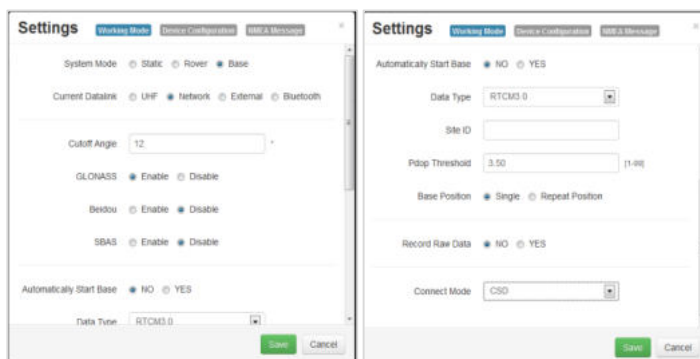 Settings Working Mode Device Configuration NMEA Message ×
System Mode Static Rover Base
Current Datalink UHF Network External Bluetooth
Cutoff Angle 12 °
GLONASS Enable Disable
Beidou Enable Disable
SBAS Enable Disable
Automatically Start Base NO YES
Data Type RTCM3.0
Save Cancel
Settings Working Mode Device Configuration NMEA Message ×
Automatically Start Base NO YES
Data Type RTCM3.0
Site ID
Pdop Threshold 3.50 [1-99]
Base Position Single Repeat Position
Record Raw Data NO YES
Connect Mode CSD
Save Cancel